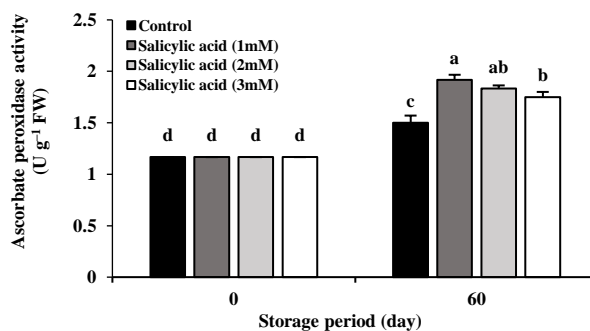 Ascorbate peroxidase activity
(U g⁻¹ FW)
2.5
2
1.5
1
0.5
0
Control
Salicylic acid (1mM)
Salicylic acid (2mM)
Salicylic acid (3mM)
d d d d
c a ab b
0 60
Storage period (day)